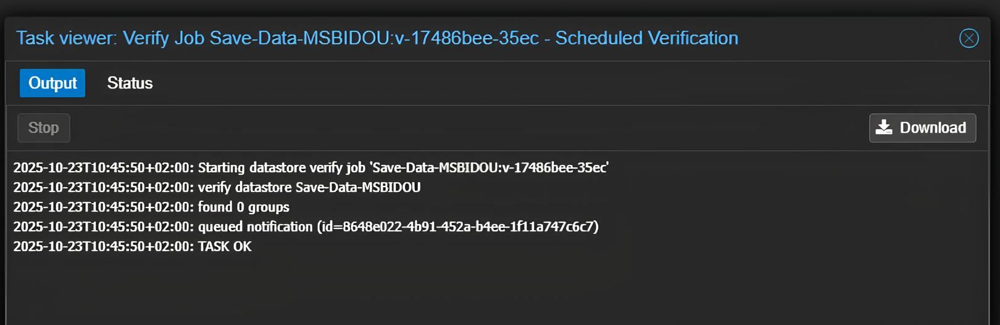 Task viewer: Verify Job Save-Data-MSBIDOU:v-17486bee-35ec - Scheduled Verification
Output Status
Stop Download
2025-10-23T10:45:50+02:00: Starting datastore verify job 'Save-Data-MSBIDOU:v-17486bee-35ec'
2025-10-23T10:45:50+02:00: verify datastore Save-Data-MSBIDOU
2025-10-23T10:45:50+02:00: found 0 groups
2025-10-23T10:45:50+02:00: queued notification (id=8648e022-4b91-452a-b4ee-1f11a747c6c7)
2025-10-23T10:45:50+02:00: TASK OK